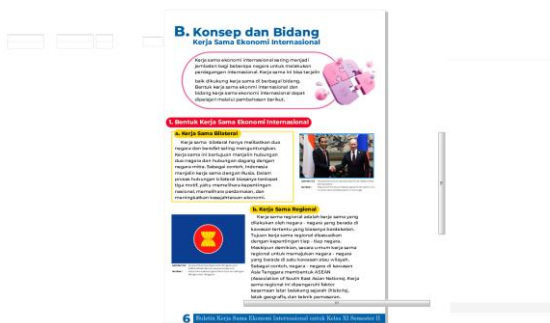 B. Konsep dan Bidang
Kerja Sama Ekonomi Internasional
Kerja sama ekonomi internasional sering menjadi
jembatan bagi beberapa negara untuk melakukan
perdagangan internasional. Kerja sama ini bisa terjalin
baik dikukung kerja sama di berbagai bidang.
Bentuk kerja sama ekonmi internasional dan
bidang kerja sama ekonomi internasional dapat
dipelajari melalui pembahasan berikut.
1. Bentuk Kerja Sama Ekonomi Internasional
a. Kerja Sama Bilateral
Kerja sama bilateral hanya melibatkan dua
negara dan bersifat saling menguntungkan.
Kerja sama ini bertujuan menjalin hubungan
dua negara dan hubungan dagang dengan
negara mitra. Sebagai contoh, Indonesia
menjalin kerja sama dengan Rusia. Dalam
proses hubungan bilateral biasanya terdapat
tiga motif, yaitu memelihara kepentingan
nasional, memelihara perdamaian, dan
meningkatkan kesejahteraan ekonomi.
b. Kerja Sama Regional
Kerja sama regional adalah kerja sama yang
dilakukan oleh negara - negara yang berada di
kawasan tertentu yang biasanya berdekatan.
Tujuan kerja sama regional disesuaikan
dengan kepentingan tiap - tiap negara.
Meskipun demikian, secara umum kerja sama
regional untuk memajukan negara - negara
yang berada di satu kawasan atau wilayah.
Sebagai contoh, negara - negara di kawasan
Asia Tenggara membentuk ASEAN
(Association of South East Asian Nations). Kerja
sama regional ini dipengaruhi faktor
kesamaan latar belakang sejarah (historis),
letak geografis, dan teknik pemasaran.
6 Buletin Kerja Sama Ekonomi Internasional untuk Kelas XI Semester II